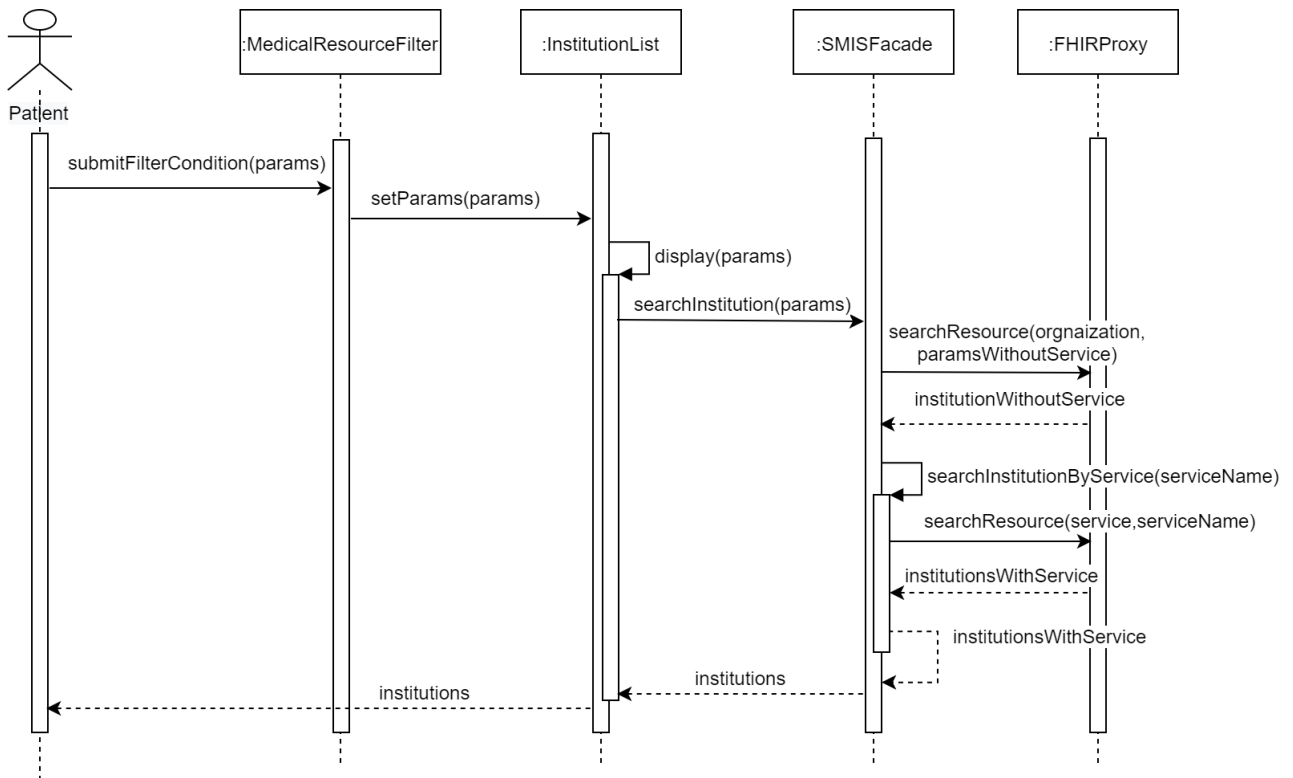 :MedicalResourceFilter
:InstitutionList
:SMISFacade
:FHIRProxy
Patient
submitFilterCondition(params)
setParams(params)
display(params)
searchInstitution(params)
searchResource(orgnaization,
paramsWithoutService)
institutionWithoutService
searchInstitutionByService(serviceName)
searchResource(service,serviceName)
institutionsWithService
institutionsWithService
institutions
institutions